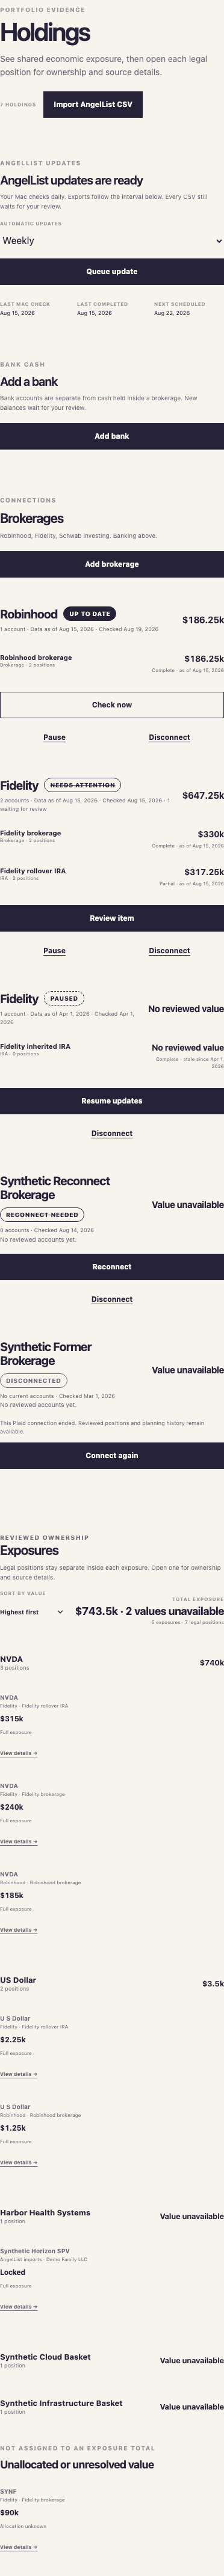 PORTFOLIO EVIDENCE
Holdings
See shared economic exposure, then open each legal
position for ownership and source details.
7 HOLDINGS
Import AngelList CSV
ANGELLIST UPDATES
AngelList updates are ready
Your Mac checks daily. Exports follow the interval below. Every CSV still
waits for your review.
AUTOMATIC UPDATES
Weekly
Queue update
LAST MAC CHECK
Aug 15, 2026
LAST COMPLETED
Aug 15, 2026
NEXT SCHEDULED
Aug 22, 2026
BANK CASH
Add a bank
Bank accounts are separate from cash held inside a brokerage. New
balances wait for your review.
Add bank
CONNECTIONS
Brokerages
Robinhood, Fidelity, Schwab investing. Banking above.
Add brokerage
Robinhood
UP TO DATE
$186.25k
1 account · Data as of Aug 15, 2026 · Checked Aug 19, 2026
Robinhood brokerage
$186.25k
Brokerage · 2 positions
Complete · as of Aug 15, 2026
Check now
Pause
Disconnect
Fidelity
NEEDS ATTENTION
$647.25k
2 accounts · Data as of Aug 15, 2026 · Checked Aug 15, 2026 · 1
waiting for review
Fidelity brokerage
$330k
Brokerage · 2 positions
Complete · as of Aug 15, 2026
Fidelity rollover IRA
$317.25k
IRA · 2 positions
Partial · as of Aug 15, 2026
Review item
Pause
Disconnect
Fidelity
PAUSED
No reviewed value
1 account · Data as of Apr 1, 2026 · Checked Apr 1,
2026
Fidelity inherited IRA
No reviewed value
IRA · 0 positions
Complete · stale since Apr 1,
2026
Resume updates
Disconnect
Synthetic Reconnect
Brokerage
Value unavailable
RECONNECT NEEDED
0 accounts · Checked Aug 14, 2026
No reviewed accounts yet.
Reconnect
Disconnect
Synthetic Former
Brokerage
Value unavailable
DISCONNECTED
No current accounts · Checked Mar 1, 2026
No reviewed accounts yet.
This Plaid connection ended. Reviewed positions and planning history remain
available.
Connect again
REVIEWED OWNERSHIP
Exposures
Legal positions stay separate inside each exposure. Open one for ownership
and source details.
SORT BY VALUE
Highest first
TOTAL EXPOSURE
$743.5k · 2 values unavailable
5 exposures · 7 legal positions
NVDA
$740k
3 positions
NVDA
Fidelity · Fidelity rollover IRA
$315k
Full exposure
View details →
NVDA
Fidelity · Fidelity brokerage
$240k
Full exposure
View details →
NVDA
Robinhood · Robinhood brokerage
$185k
Full exposure
View details →
US Dollar
$3.5k
2 positions
U S Dollar
Fidelity · Fidelity rollover IRA
$2.25k
Full exposure
View details →
U S Dollar
Robinhood · Robinhood brokerage
$1.25k
Full exposure
View details →
Harbor Health Systems
Value unavailable
1 position
Synthetic Horizon SPV
AngelList imports · Demo Family LLC
Locked
Full exposure
View details →
Synthetic Cloud Basket
Value unavailable
1 position
Synthetic Infrastructure Basket
Value unavailable
1 position
NOT ASSIGNED TO AN EXPOSURE TOTAL
Unallocated or unresolved value
SYNF
Fidelity · Fidelity brokerage
$90k
Allocation unknown
View details →